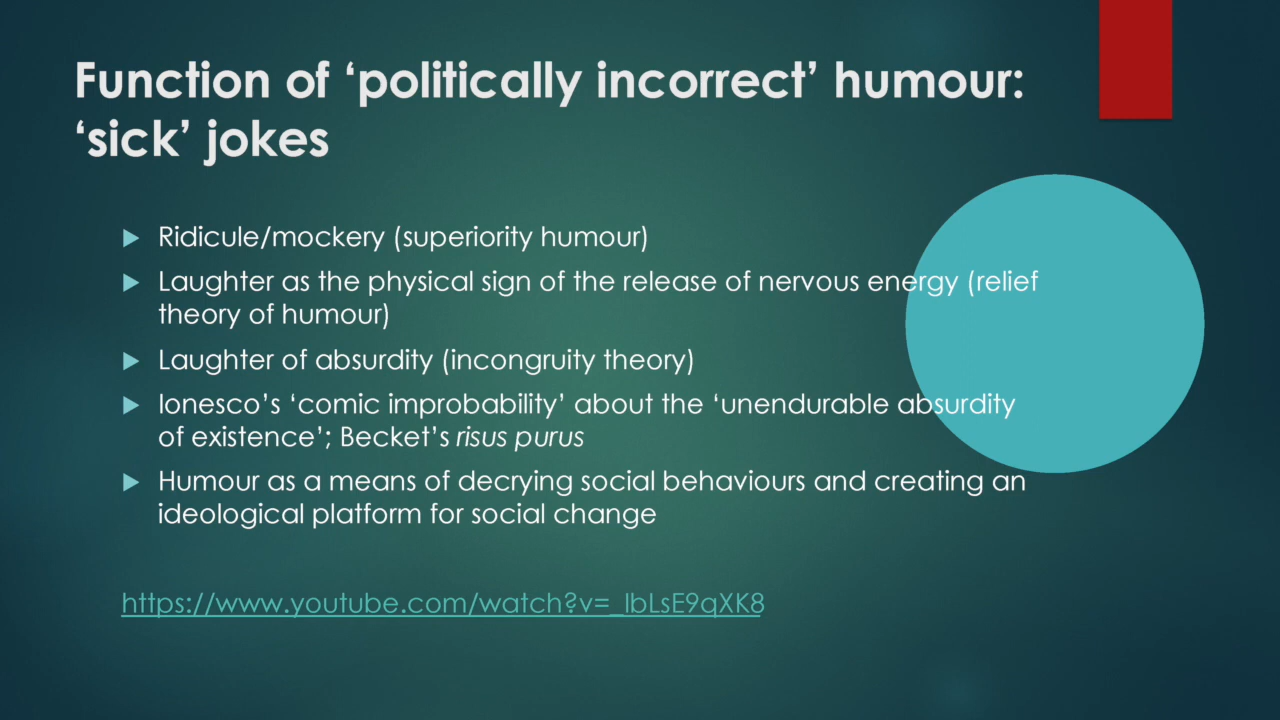 Function of ‘politically incorrect’ humour:
‘sick’ jokes
Ridicule/mockery (superiority humour)
Laughter as the physical sign of the release of nervous energy (relief
theory of humour)
Laughter of absurdity (incongruity theory)
Ionesco’s ‘comic improbability’ about the ‘unendurable absurdity
of existence’; Becket’s risus purus
Humour as a means of decrying social behaviours and creating an
ideological platform for social change
https://www.youtube.com/watch?v=_IbLsE9qXK8